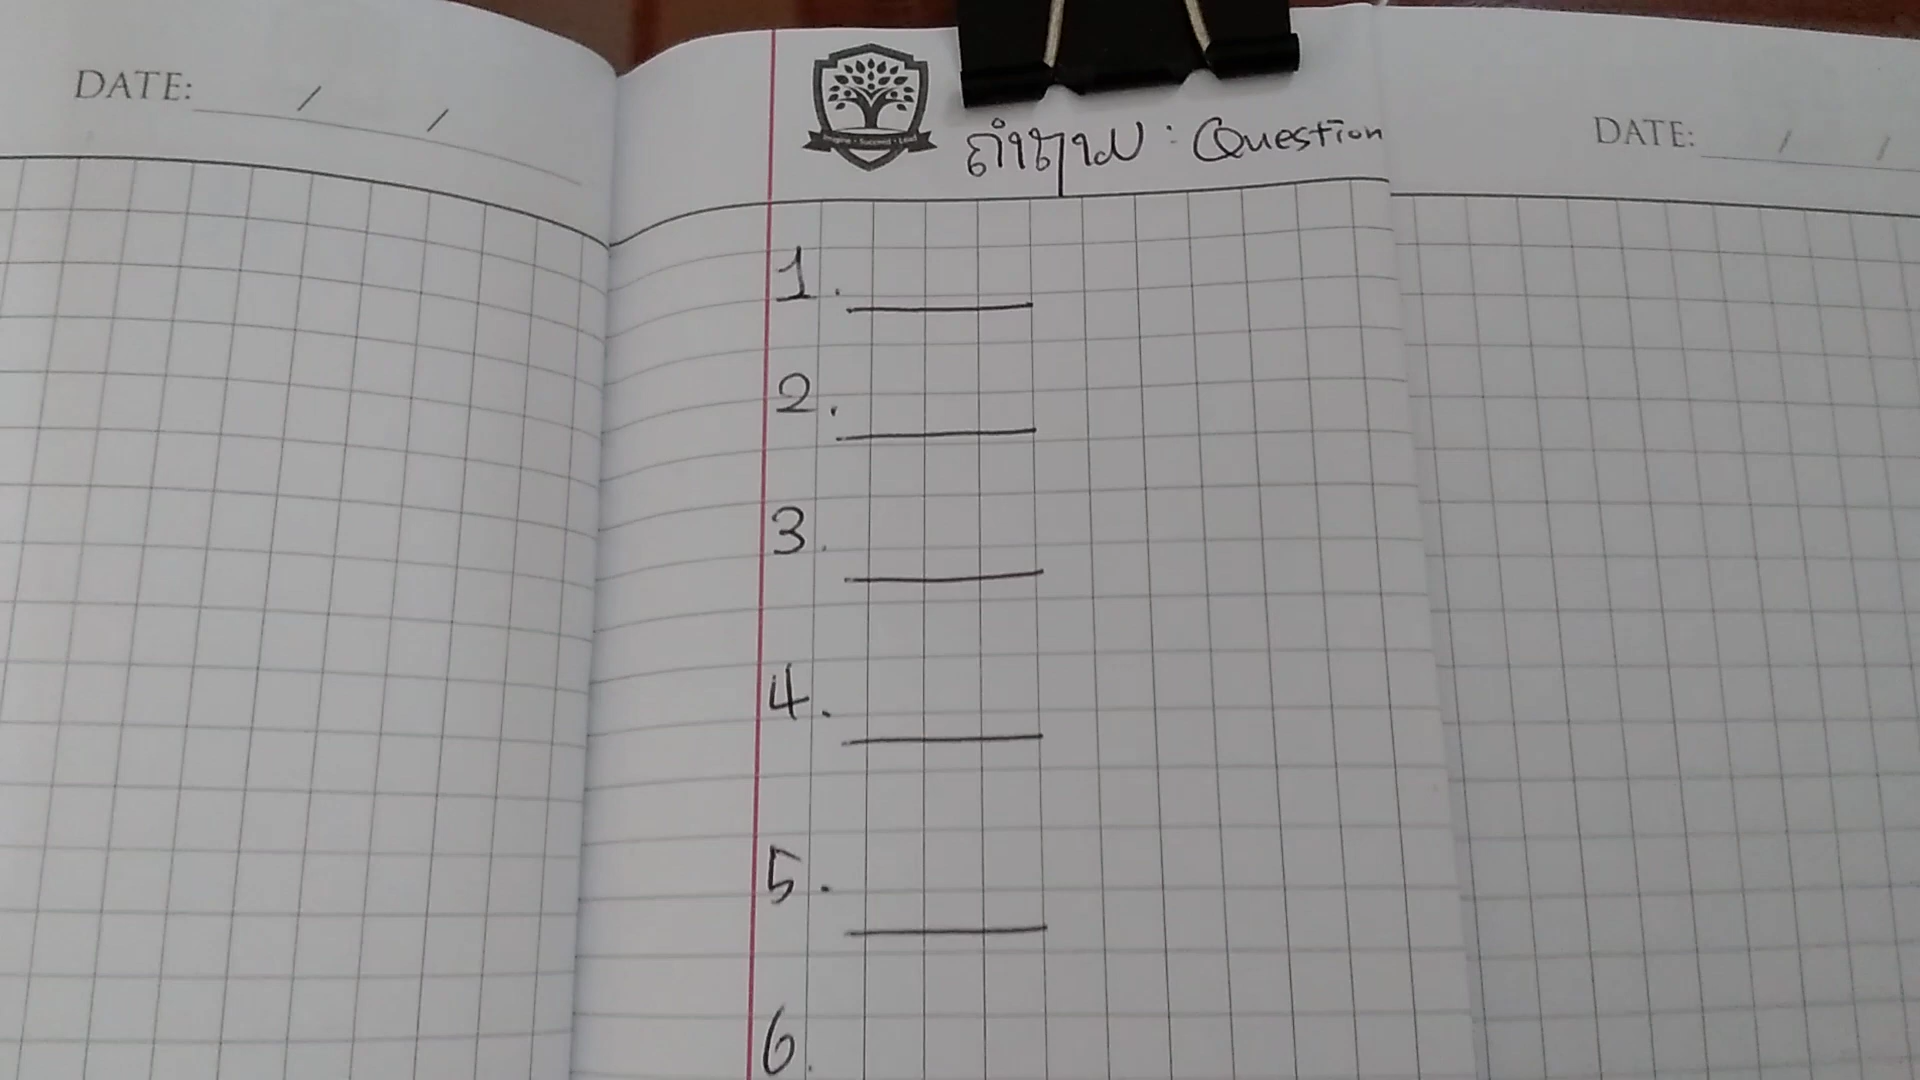 DATE: / /
ຄຳຖາມ : Question
DATE: / /
1.
2.
3.
4.
5.
6.